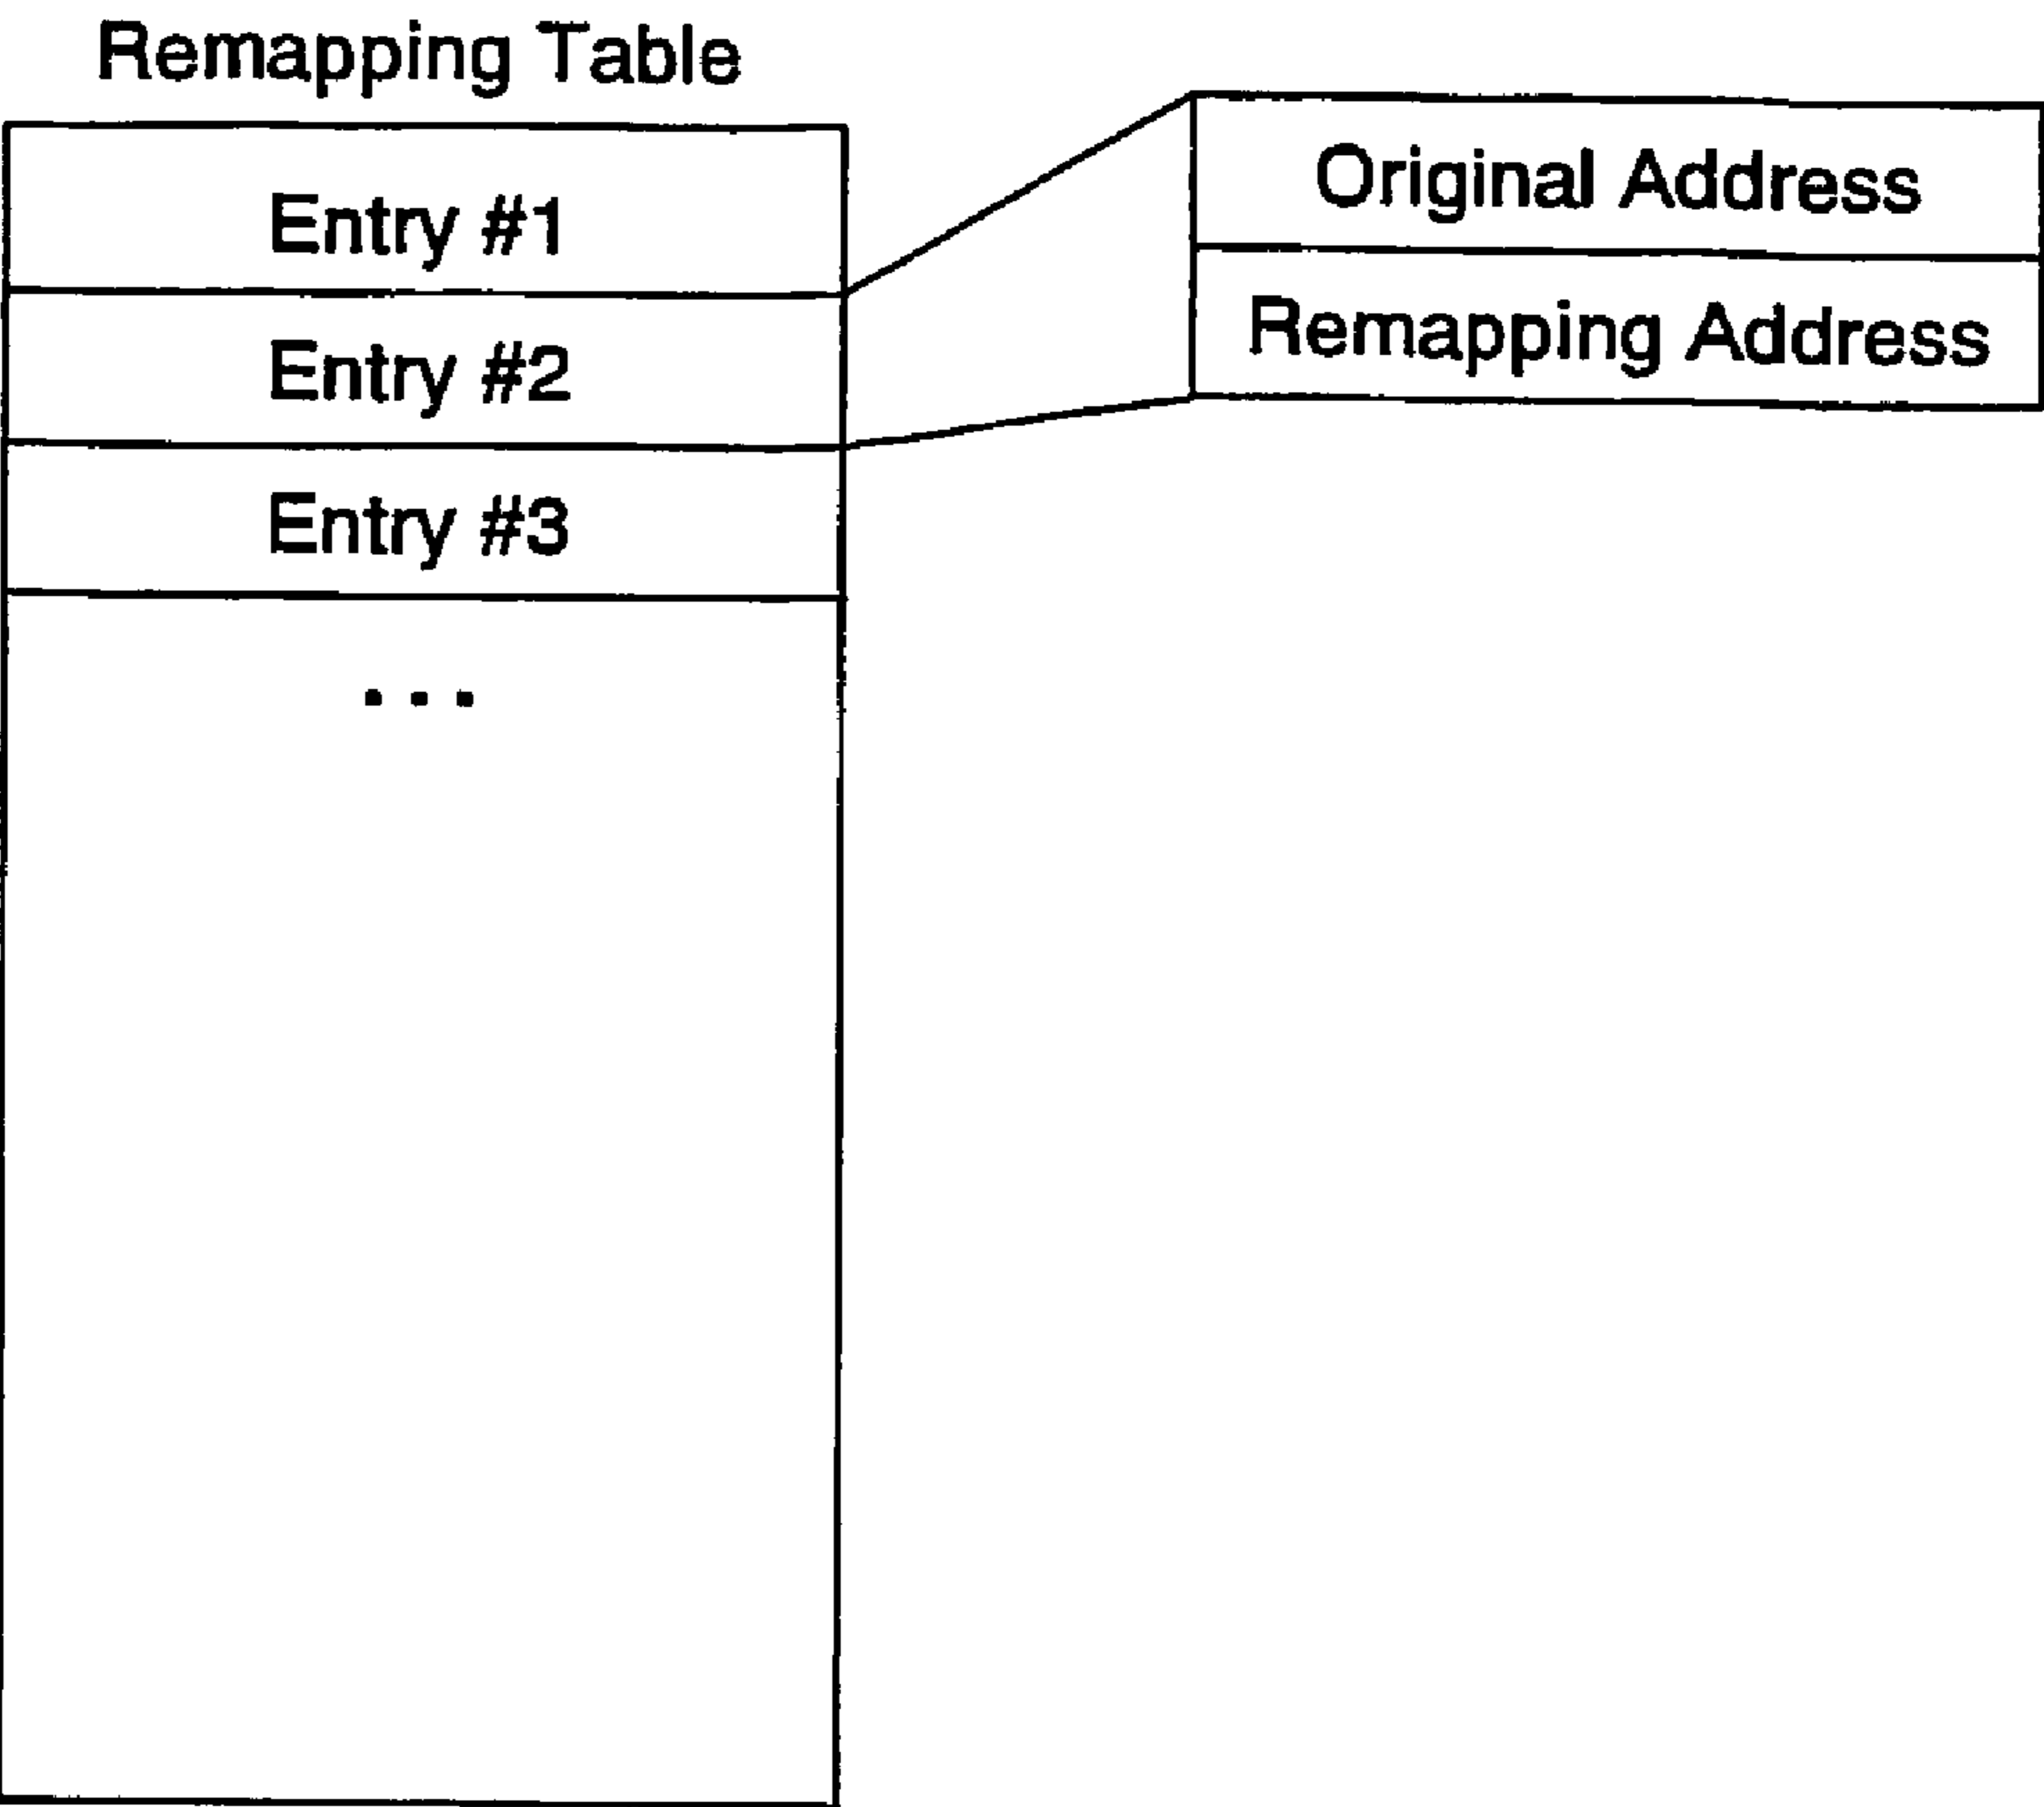 Remapping Table
Entry #1
Entry #2
Entry #3
...
Original Address
Remapping Address